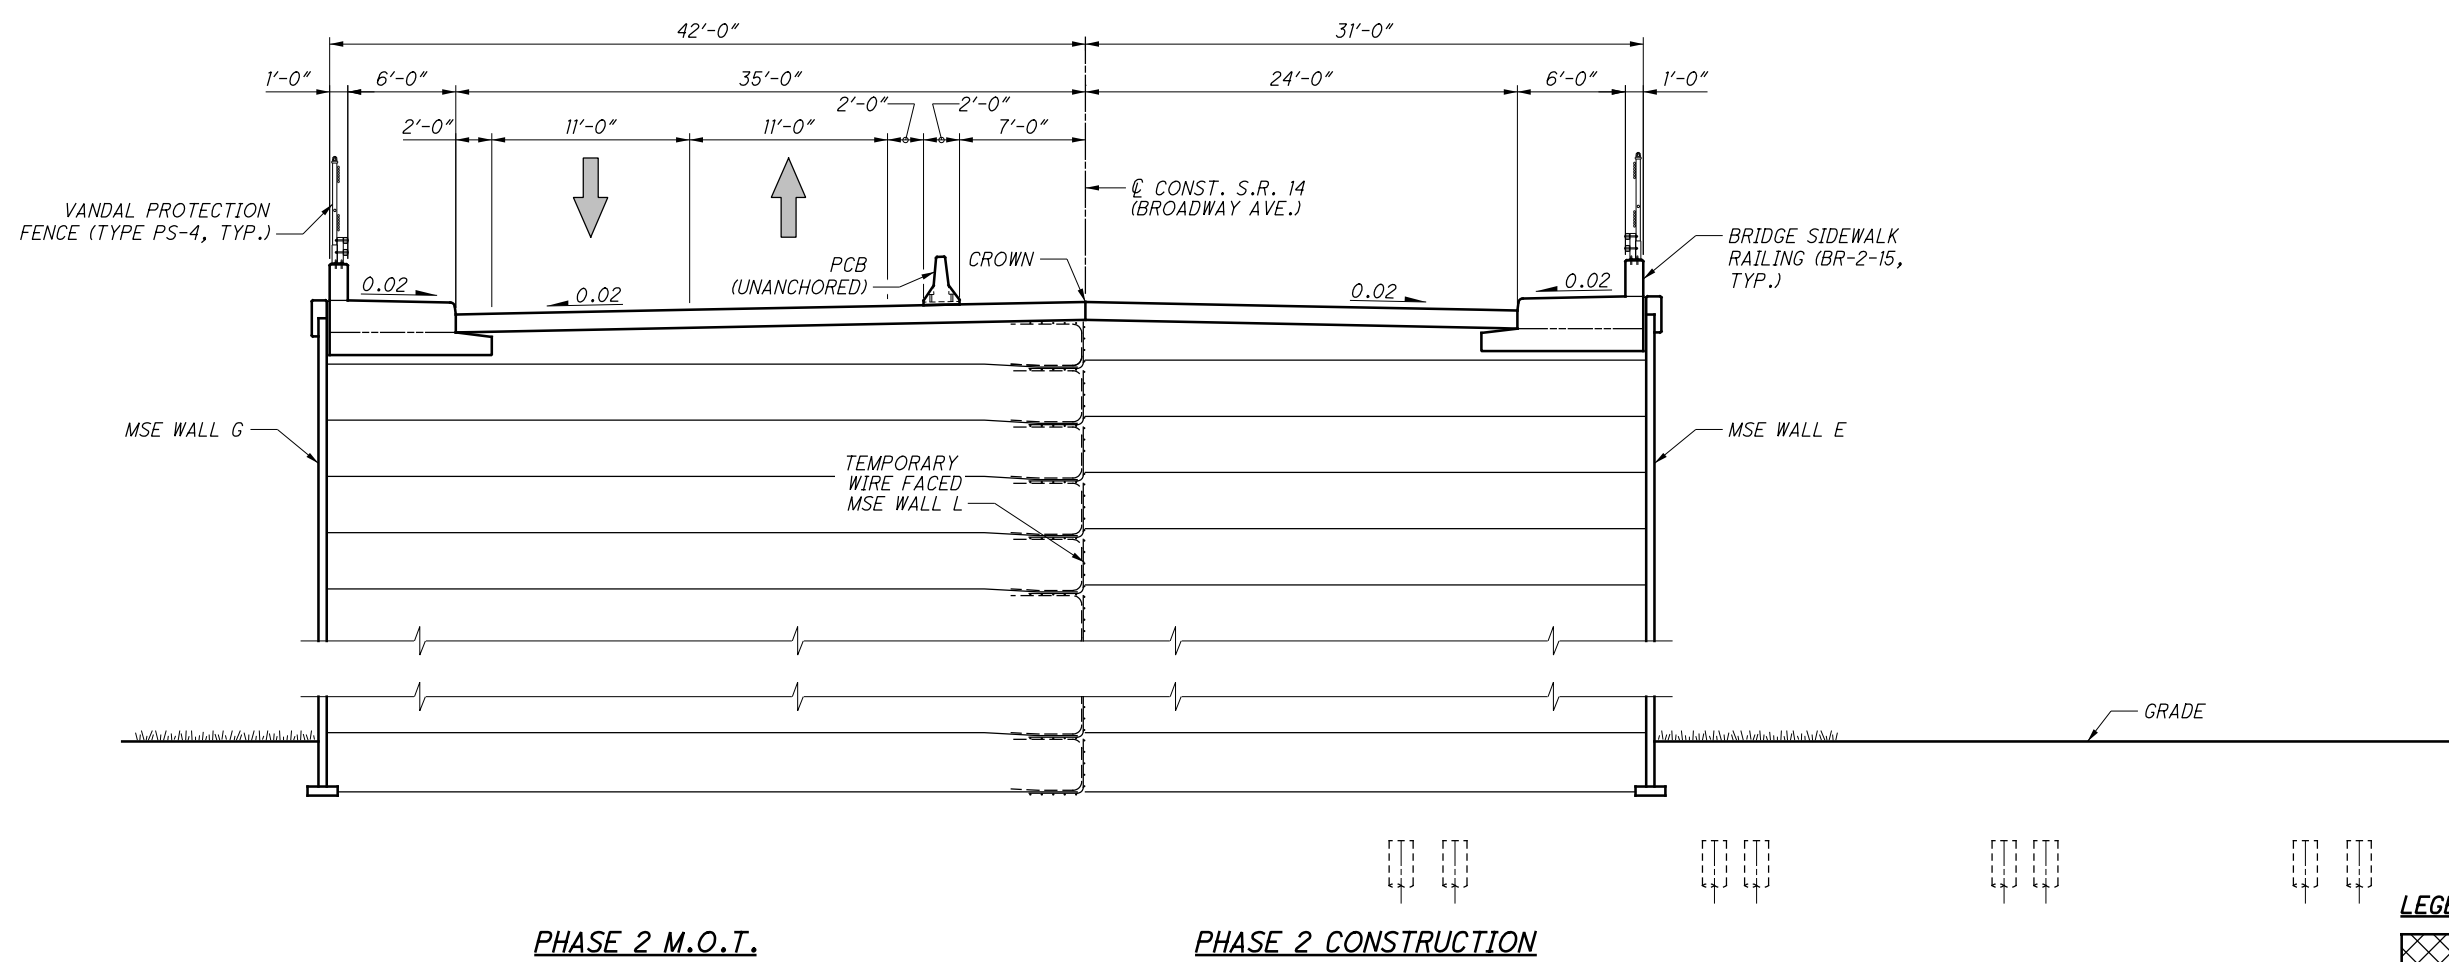 42'-0"
31'-0"
1'-0"
6'-0"
35'-0"
24'-0"
6'-0"
1'-0"
2'-0"
2'-0"
2'-0"
11'-0"
11'-0"
7'-0"
℄ CONST. S.R. 14
(BROADWAY AVE.)
VANDAL PROTECTION
FENCE (TYPE PS-4, TYP.)
BRIDGE SIDEWALK
RAILING (BR-2-15,
TYP.)
PCB
(UNANCHORED)
CROWN
0.02
0.02
0.02
0.02
MSE WALL G
MSE WALL E
TEMPORARY
WIRE FACED
MSE WALL L
GRADE
PHASE 2 M.O.T.
PHASE 2 CONSTRUCTION